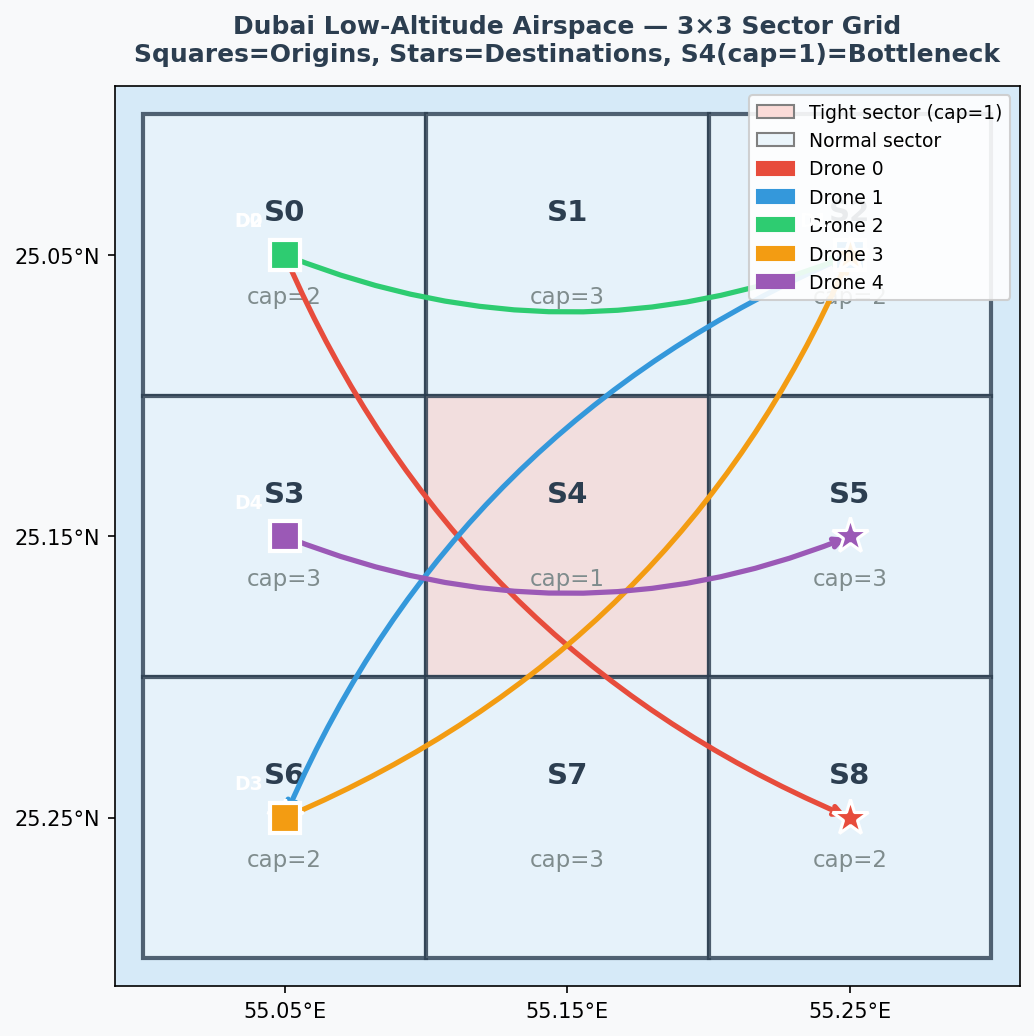 Dubai Low-Altitude Airspace — 3×3 Sector Grid
Squares=Origins, Stars=Destinations, S4(cap=1)=Bottleneck
Tight sector (cap=1)
Normal sector
Drone 0
Drone 1
Drone 2
Drone 3
Drone 4
S0
S1
S2
cap=2
cap=3
cap=2
25.05°N
D4
S3
S4
S5
cap=3
cap=1
cap=3
25.15°N
D3
S6
S7
S8
cap=2
cap=3
cap=2
25.25°N
55.05°E
55.15°E
55.25°E